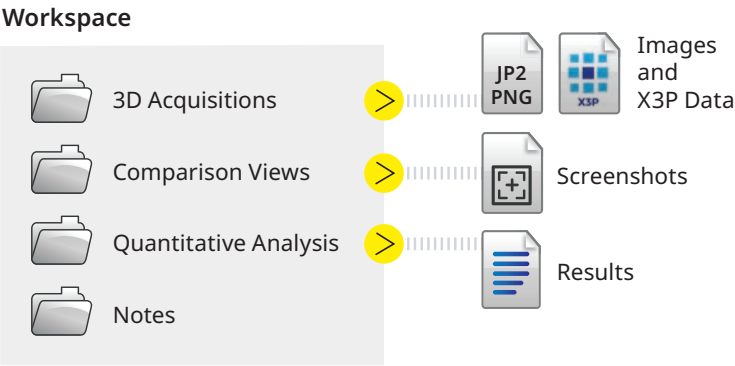 Workspace
3D Acquisitions
>
JP2
PNG
X3P
Images
and
X3P Data
Comparison Views
>
Screenshots
Quantitative Analysis
>
Results
Notes